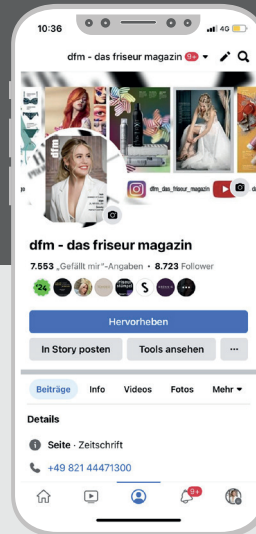 10:36
4G
dfm - das friseur magazin 9+
dfm
dfm_das_friseur_magazin
dfm - das friseur magazin
7.553 „Gefällt mir“-Angaben • 8.723 Follower
'24
S
Hervorheben
In Story posten
Tools ansehen
...
Beiträge
Info
Videos
Fotos
Mehr
Details
Seite · Zeitschrift
+49 821 44471300
9+